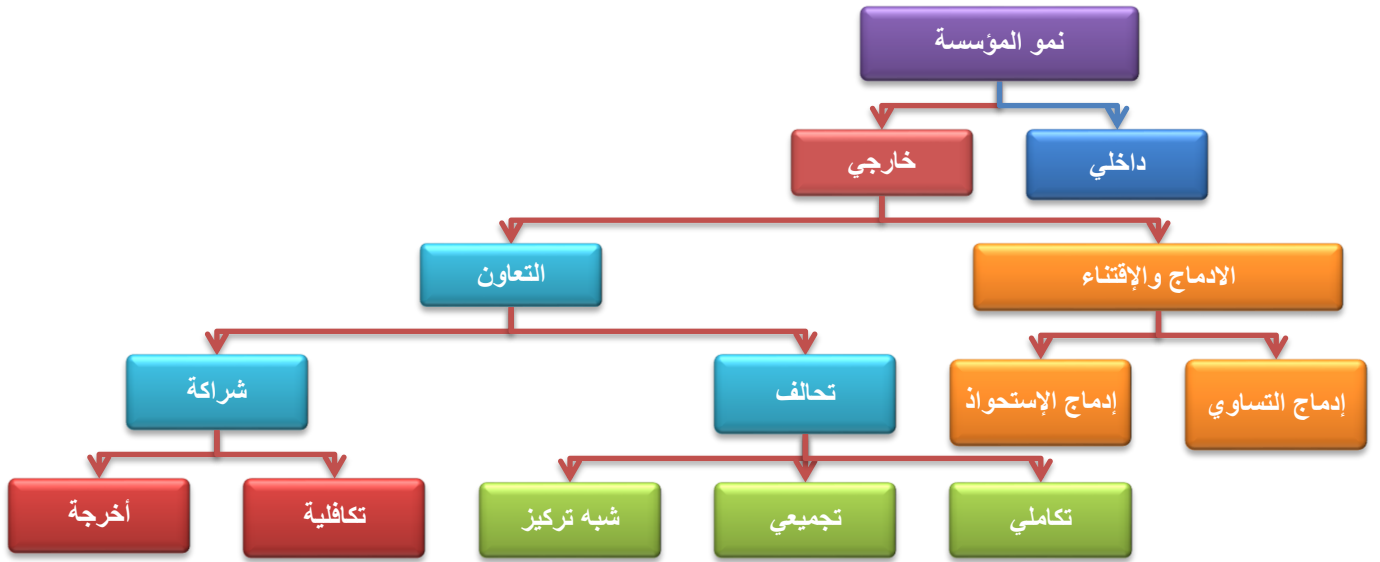 نمو المؤسسة
داخلي
خارجي
الادماج والإقتناء
التعاون
إدماج التساوي
إدماج الإستحواذ
تحالف
شراكة
تكاملي
تجميعي
شبه تركيز
تكافلية
أخرجة